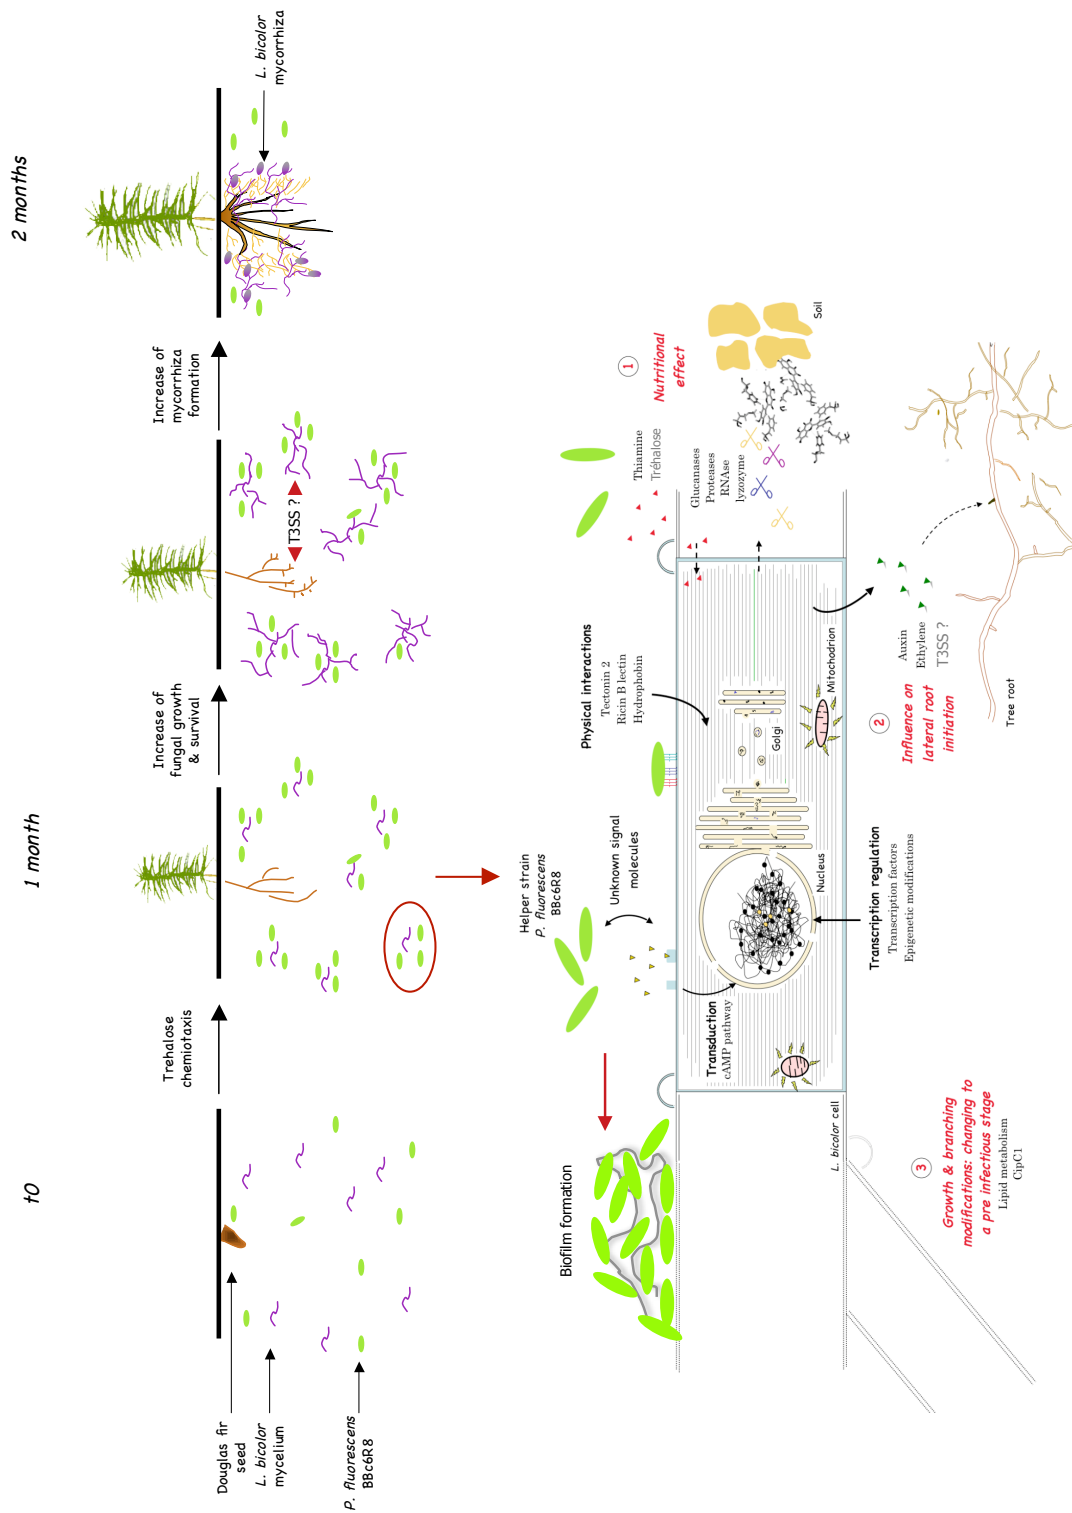 t0
1 month
2 months
Douglas fir
seed
L. bicolor
mycelium
P. fluorescens
BBc6R8
Trehalose
chemiotaxis
Increase of
fungal growth
& survival
T3SS ?
Increase of
mycorrhiza
formation
L. bicolor
mycorrhiza
Biofilm formation
Helper strain
P. fluorescens
BBc6R8
Unknown signal
molecules
Physical interactions
Tectonin 2
Ricin B lectin
Hydrophobin
Thiamine
Tréhalose
1
Nutritional
effect
Glucanases
Proteases
RNAse
lyzozyme
Soil
Transduction
cAMP pathway
Nucleus
Golgi
Mitochodrion
L. bicolor cell
Transcription regulation
Transcription factors
Epigenetic modifications
2
Influence on
lateral root
initiation
Auxin
Ethylene
T3SS ?
Tree root
3
Growth & branching
modifications: changing to
a pre infectious stage
Lipid metabolism
CipC1